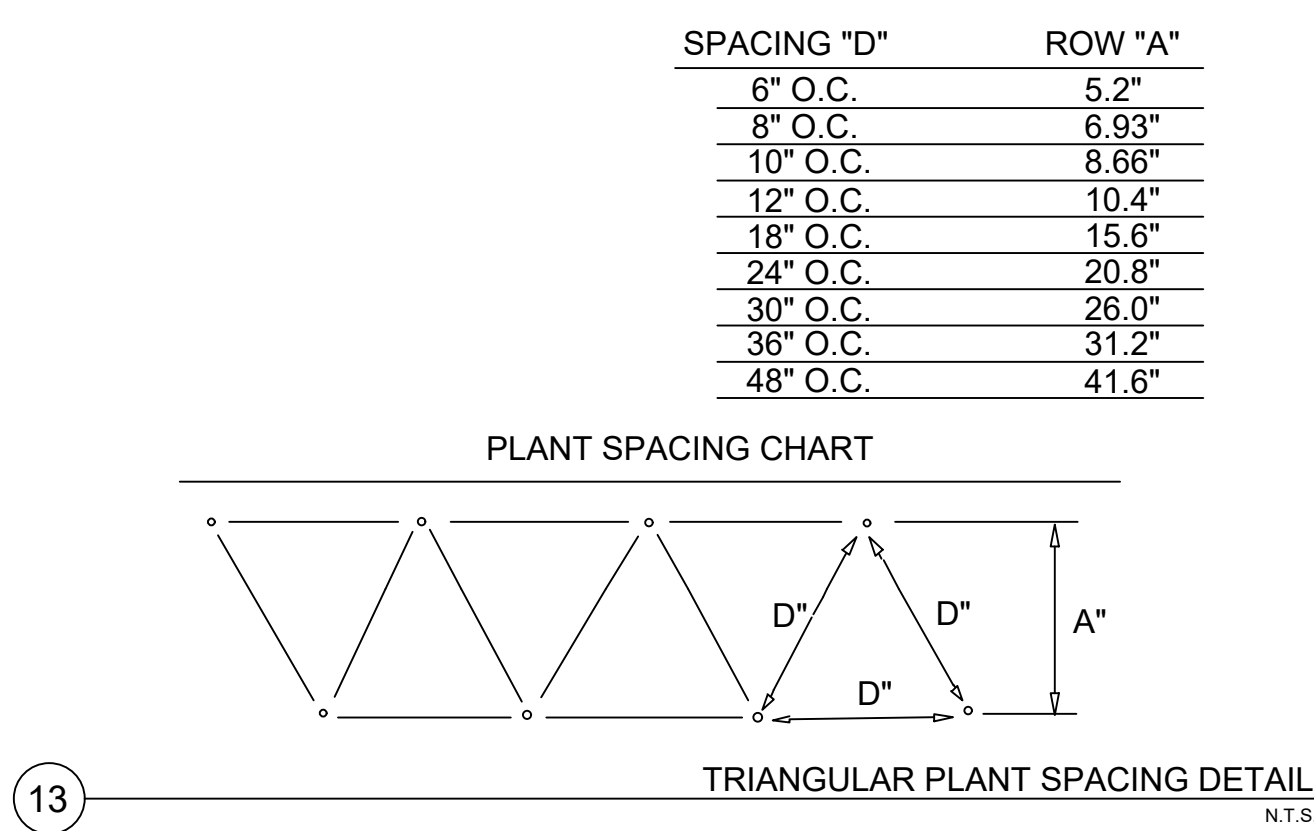 SPACING "D" ROW "A"
6" O.C. 5.2"
8" O.C. 6.93"
10" O.C. 8.66"
12" O.C. 10.4"
18" O.C. 15.6"
24" O.C. 20.8"
30" O.C. 26.0"
36" O.C. 31.2"
48" O.C. 41.6"
PLANT SPACING CHART
D" D" A"
D"
TRIANGULAR PLANT SPACING DETAIL
13
N.T.S